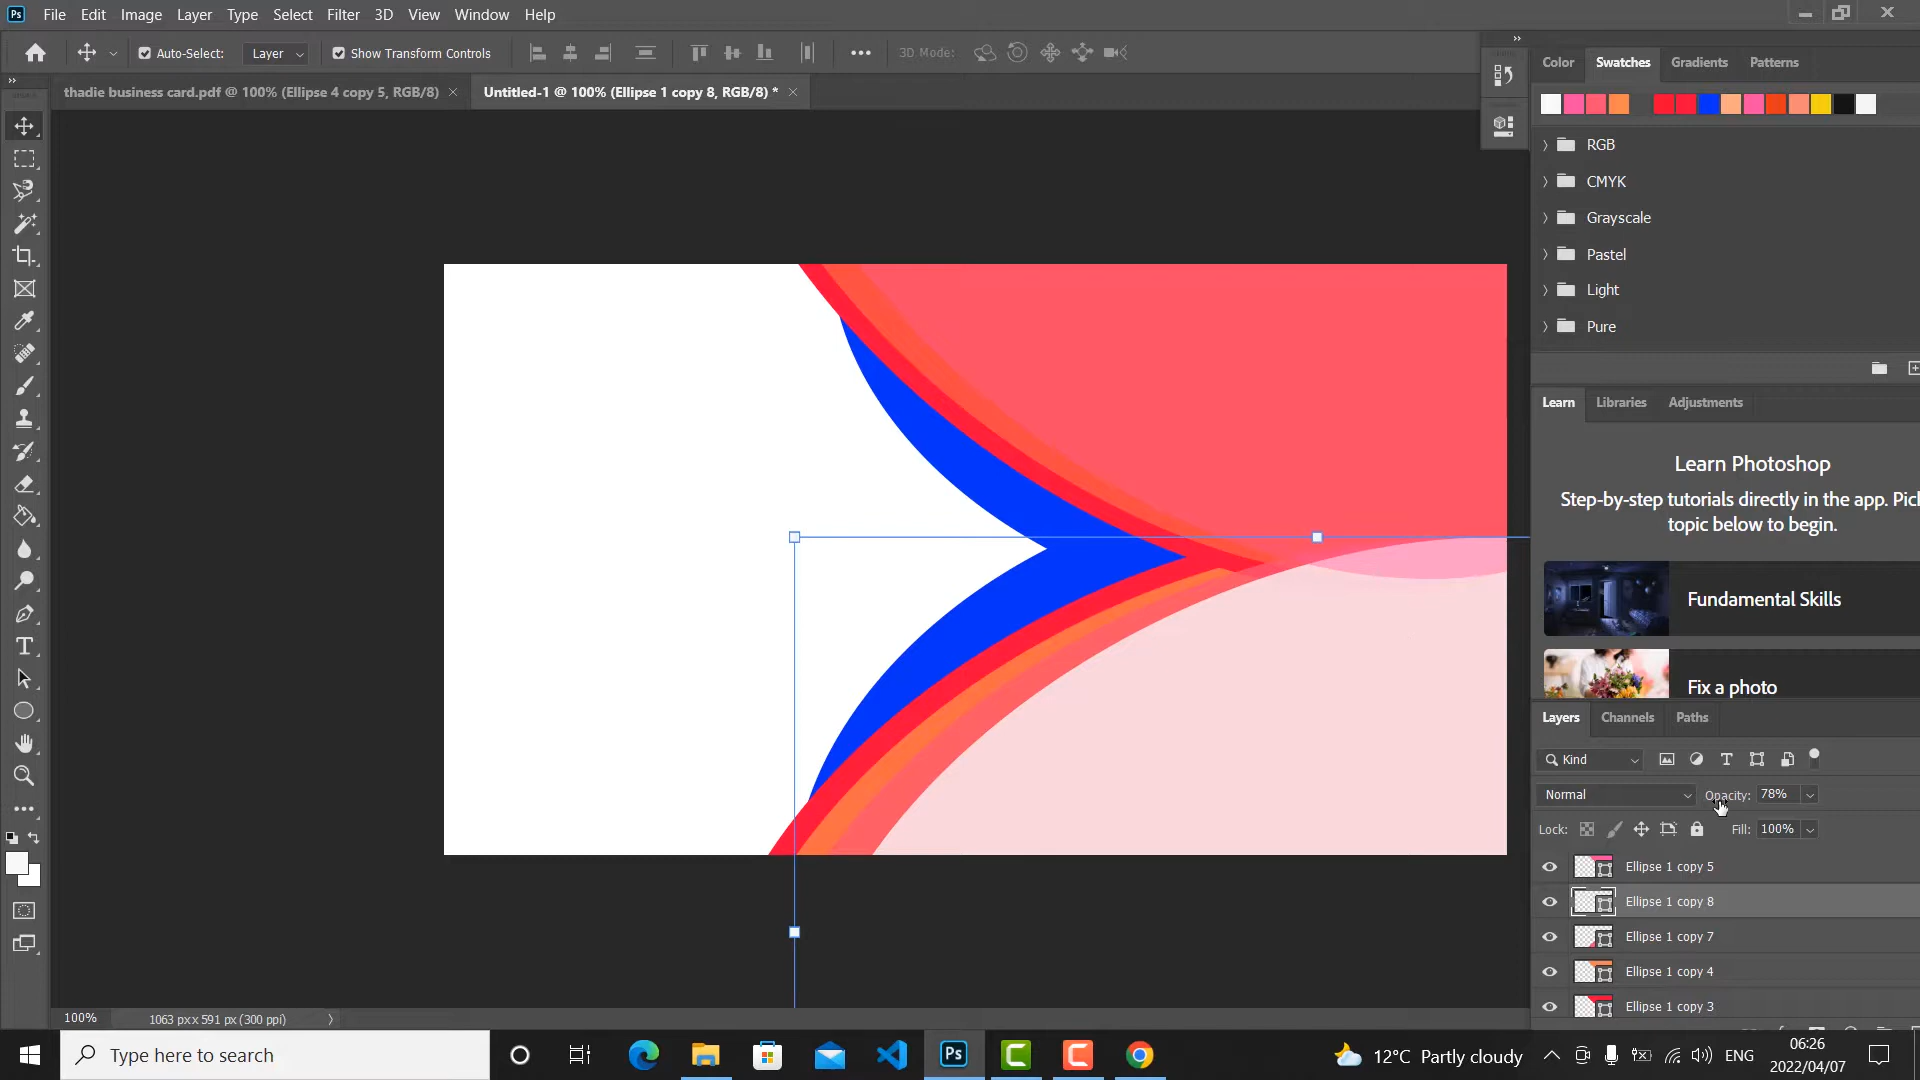 Ps File Edit Image Layer Type Select Filter 3D View Window Help
Auto-Select: Layer Show Transform Controls 3D Mode:
thadie business card.pdf @ 100% (Ellipse 4 copy 5, RGB/8) Untitled-1 @ 100% (Ellipse 1 copy 8, RGB/8) *
Color Swatches Gradients Patterns
RGB
CMYK
Grayscale
Pastel
Light
Pure
Learn Libraries Adjustments
Learn Photoshop
Step-by-step tutorials directly in the app. Pick
topic below to begin.
Fundamental Skills
Fix a photo
Layers Channels Paths
Kind
Normal Opacity: 78%
Lock: Fill: 100%
Ellipse 1 copy 5
Ellipse 1 copy 8
Ellipse 1 copy 7
Ellipse 1 copy 4
Ellipse 1 copy 3
100% 1063 px x 591 px (300 ppi)
Type here to search
Ps
12°C Partly cloudy
ENG
06:26
2022/04/07